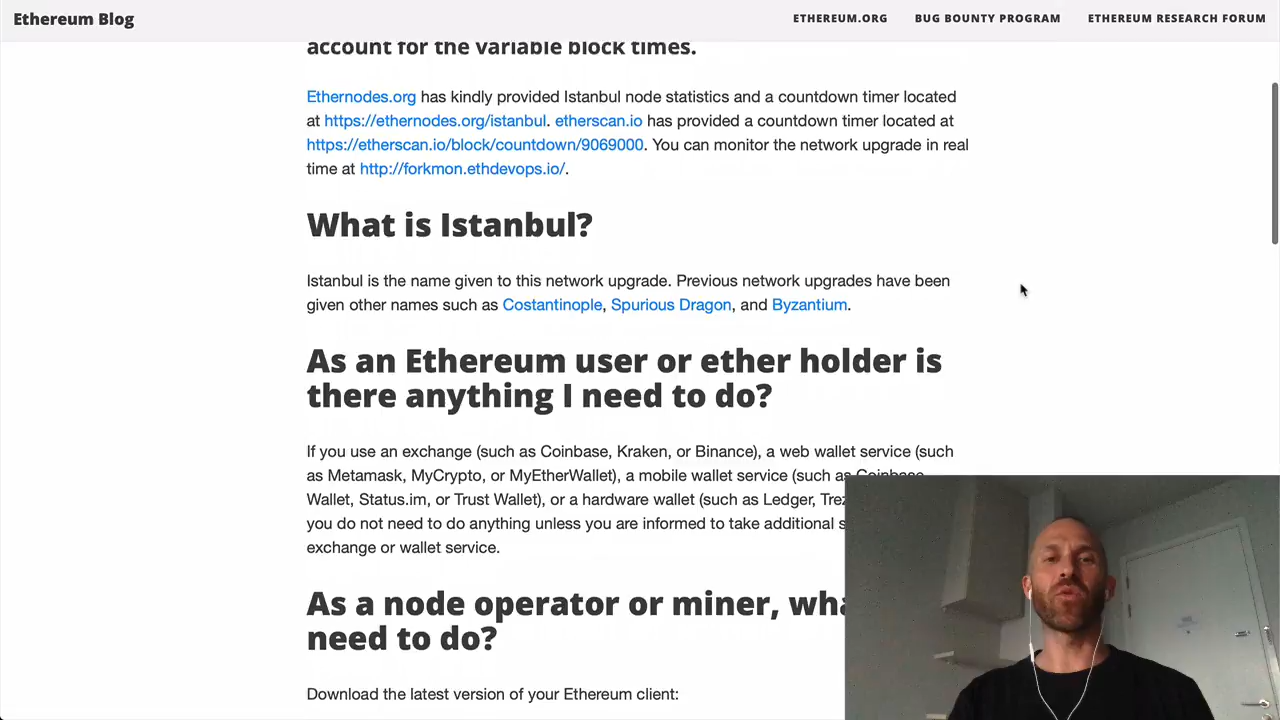 Ethereum Blog
ETHEREUM.ORG BUG BOUNTY PROGRAM ETHEREUM RESEARCH FORUM
account for the variable block times.
Ethernodes.org has kindly provided Istanbul node statistics and a countdown timer located
at https://ethernodes.org/istanbul. etherscan.io has provided a countdown timer located at
https://etherscan.io/block/countdown/9069000. You can monitor the network upgrade in real
time at http://forkmon.ethdevops.io/.
What is Istanbul?
Istanbul is the name given to this network upgrade. Previous network upgrades have been
given other names such as Costantinople, Spurious Dragon, and Byzantium.
As an Ethereum user or ether holder is
there anything I need to do?
If you use an exchange (such as Coinbase, Kraken, or Binance), a web wallet service (such
as Metamask, MyCrypto, or MyEtherWallet), a mobile wallet service (such as Coinbase
Wallet, Status.im, or Trust Wallet), or a hardware wallet (such as Ledger,
you do not need to do anything unless you are informed to take additional
exchange or wallet service.
As a node operator or miner,
need to do?
Download the latest version of your Ethereum client: